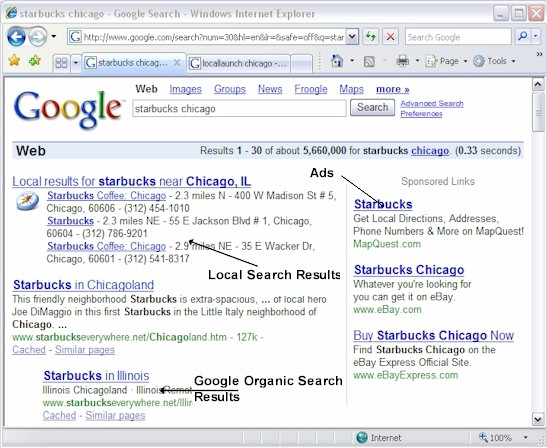 starbucks chicago - Google Search - Windows Internet Explorer
http://www.google.com/search?num=30&hl=en&lr=&safe=off&q=star
Search Google
starbucks chicag...
locallaunch chicago - ...
Page
Tools
Google
Web Images Groups News Froogle Maps more »
starbucks chicago
Search
Advanced Search
Preferences
Web
Results 1 - 30 of about 5,660,000 for starbucks chicago. (0.33 seconds)
Ads
Local results for starbucks near Chicago, IL
Starbucks Coffee: Chicago - 2.3 miles N - 400 W Madison St # 5,
Chicago, 60606 - (312) 454-1010
Starbucks - 2.3 miles NE - 55 E Jackson Blvd # 1, Chicago,
60604 - (312) 786-9201
Starbucks Coffee: Chicago - 2.9 miles NE - 35 E Wacker Dr,
Chicago, 60601 - (312) 541-8317
Local Search Results
Starbucks in Chicagoland
This friendly neighborhood Starbucks is extra-spacious, ... of local hero
Joe DiMaggio in this first Starbucks in the Little Italy neighborhood of
Chicago. ...
www.starbuckseverywhere.net/Chicagoland.htm - 127k -
Cached - Similar pages
Starbucks in Illinois
Illinois Chicagoland · Illinois Remot
www.starbuckseverywhere.net/Illir
Cached - Similar pages
Google Organic Search
Results
Sponsored Links
Starbucks
Get Local Directions, Addresses,
Phone Numbers & More on MapQuest!
MapQuest.com
Starbucks Chicago
Whatever you're looking for
you can get it on eBay.
www.eBay.com
Buy Starbucks Chicago Now
Find Starbucks Chicago on the
eBay Express Official Site.
www.eBayExpress.com
Internet
100%